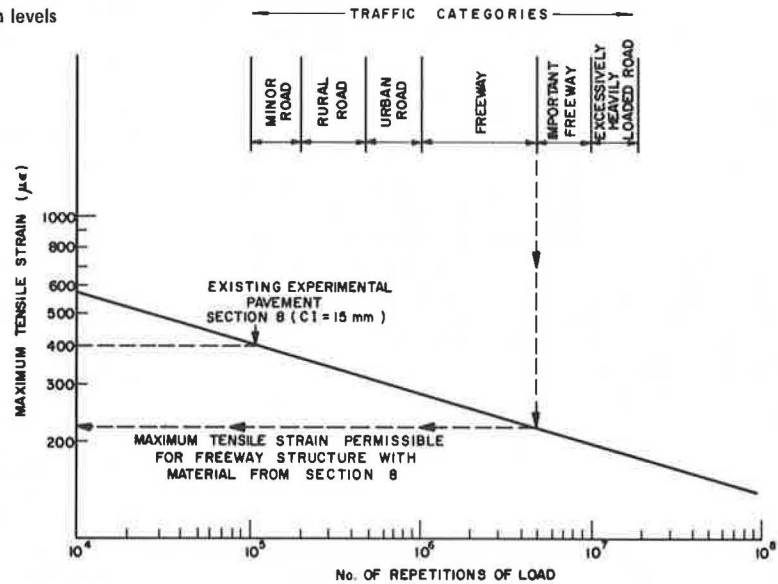 n levels
TRAFFIC CATEGORIES
MINOR
ROAD
RURAL
ROAD
URBAN
ROAD
FREEWAY
IMPORTANT
FREEWAY
EXCESSIVELY
HEAVILY
LOADED ROAD
MAXIMUM TENSILE STRAIN (με)
1000
800
600
500
400
300
200
EXISTING EXPERIMENTAL
PAVEMENT
SECTION 8 (CI = 15 mm)
MAXIMUM TENSILE STRAIN PERMISSIBLE
FOR FREEWAY STRUCTURE WITH
MATERIAL FROM SECTION 8
10⁴ 10⁵ 10⁶ 10⁷ 10⁸
No. OF REPETITIONS OF LOAD